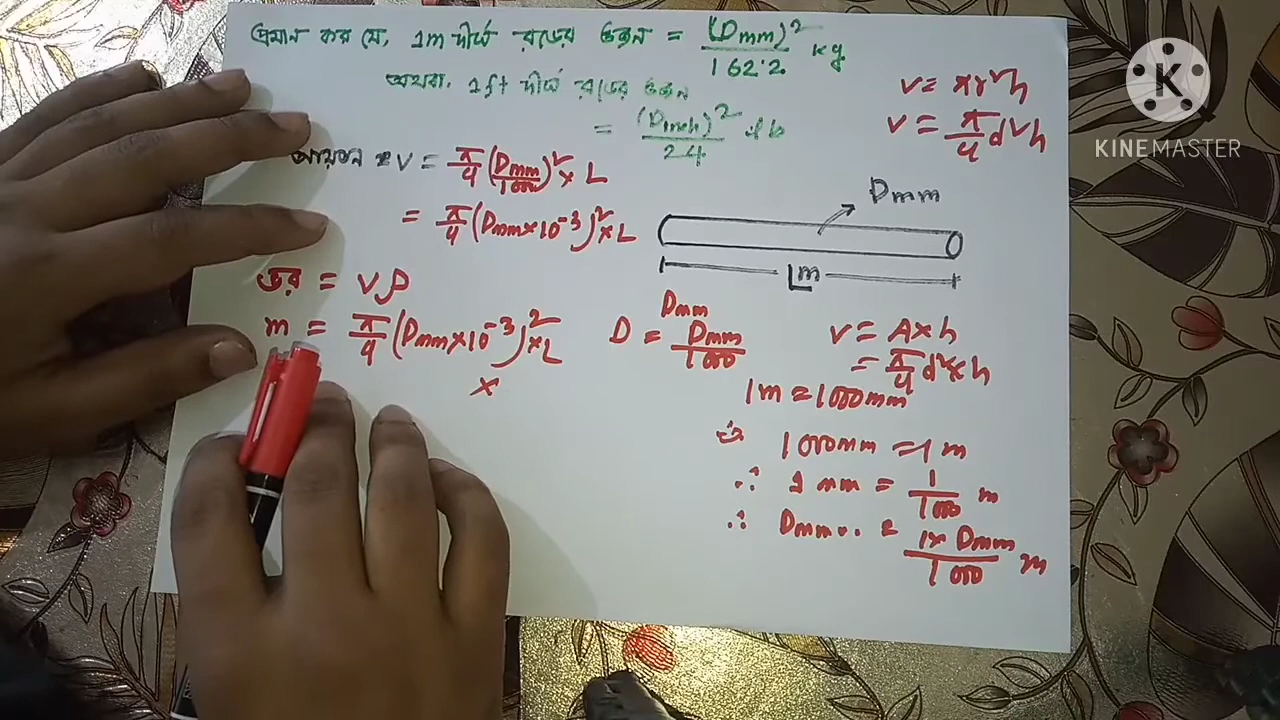 প্রমান কর যে, 1m দীর্ঘ রডের ওজন = (Dmm)² / 162.2 kg
অথবা, 1ft দীর্ঘ রডের ওজন
= (Dinch)² / 24 lb
V = πr²h
V = π/4 d²h
আয়তন V = π/4 (Dmm/1000)² × L
= π/4 (Dmm×10⁻³)² × L
ভর = Vρ
m = π/4 (Dmm×10⁻³)² × L
×
Dmm
Lm
Dmm
D = Dmm/1000
V = A×h
= π/4 d²×h
1m = 1000mm
1000mm = 1m
∴ 1 mm = 1/1000 m
∴ Dmm = 1×Dmm/1000 m
K
KINEMASTER